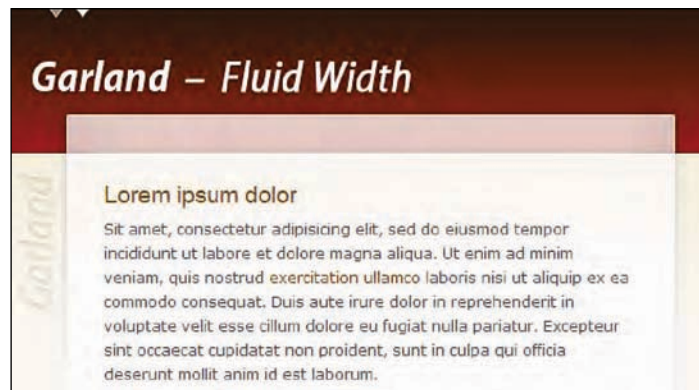 Garland – Fluid Width
Garland
Lorem ipsum dolor
Sit amet, consectetur adipisicing elit, sed do eiusmod tempor
incididunt ut labore et dolore magna aliqua. Ut enim ad minim
veniam, quis nostrud exercitation ullamco laboris nisi ut aliquip ex ea
commodo consequat. Duis aute irure dolor in reprehenderit in
voluptate velit esse cillum dolore eu fugiat nulla pariatur. Excepteur
sint occaecat cupidatat non proident, sunt in culpa qui officia
deserunt mollit anim id est laborum.